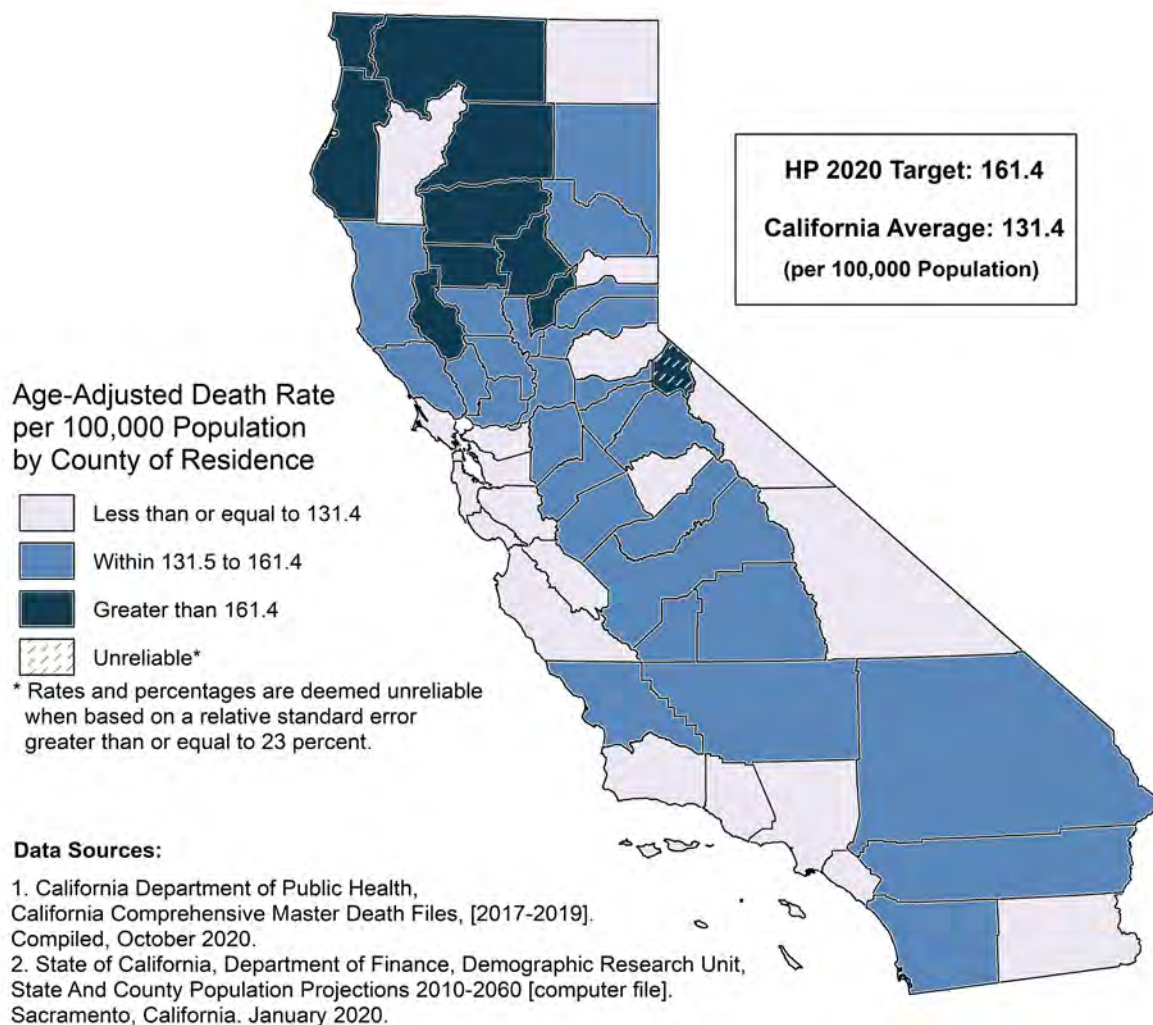 HP 2020 Target: 161.4
California Average: 131.4
(per 100,000 Population)
Age-Adjusted Death Rate
per 100,000 Population
by County of Residence
Less than or equal to 131.4
Within 131.5 to 161.4
Greater than 161.4
Unreliable*
* Rates and percentages are deemed unreliable
when based on a relative standard error
greater than or equal to 23 percent.
Data Sources:
1. California Department of Public Health,
California Comprehensive Master Death Files, [2017-2019].
Compiled, October 2020.
2. State of California, Department of Finance, Demographic Research Unit,
State And County Population Projections 2010-2060 [computer file].
Sacramento, California. January 2020.